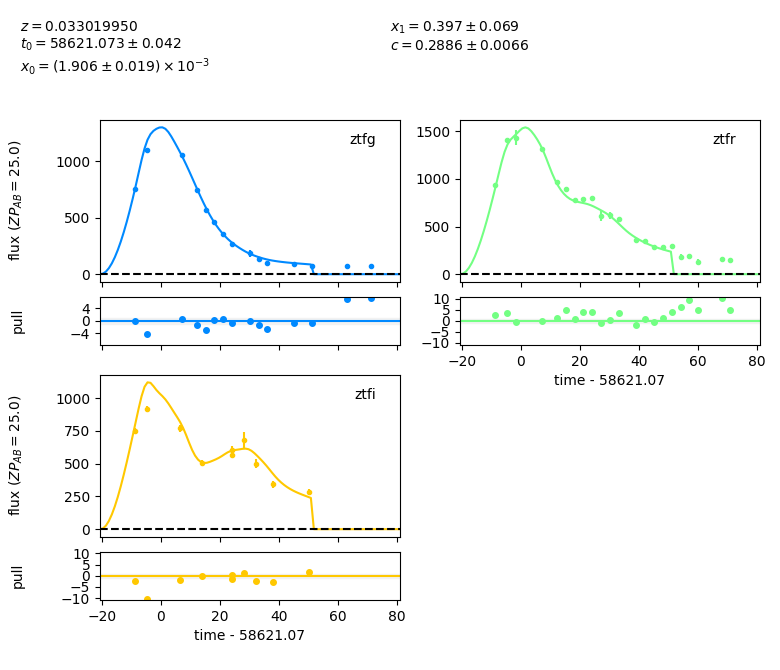 z = 0.033019950
t₀ = 58621.073 ± 0.042
x₀ = (1.906 ± 0.019) × 10⁻³
x₁ = 0.397 ± 0.069
c = 0.2886 ± 0.0066
flux (ZP_AB = 25.0)
1000
500
0
ztfg
pull
4
0
−4
1500
1000
500
0
ztfr
10
5
0
−5
−10
−20 0 20 40 60 80
time - 58621.07
flux (ZP_AB = 25.0)
1000
750
500
250
0
ztfi
pull
10
5
0
−5
−10
−20 0 20 40 60 80
time - 58621.07